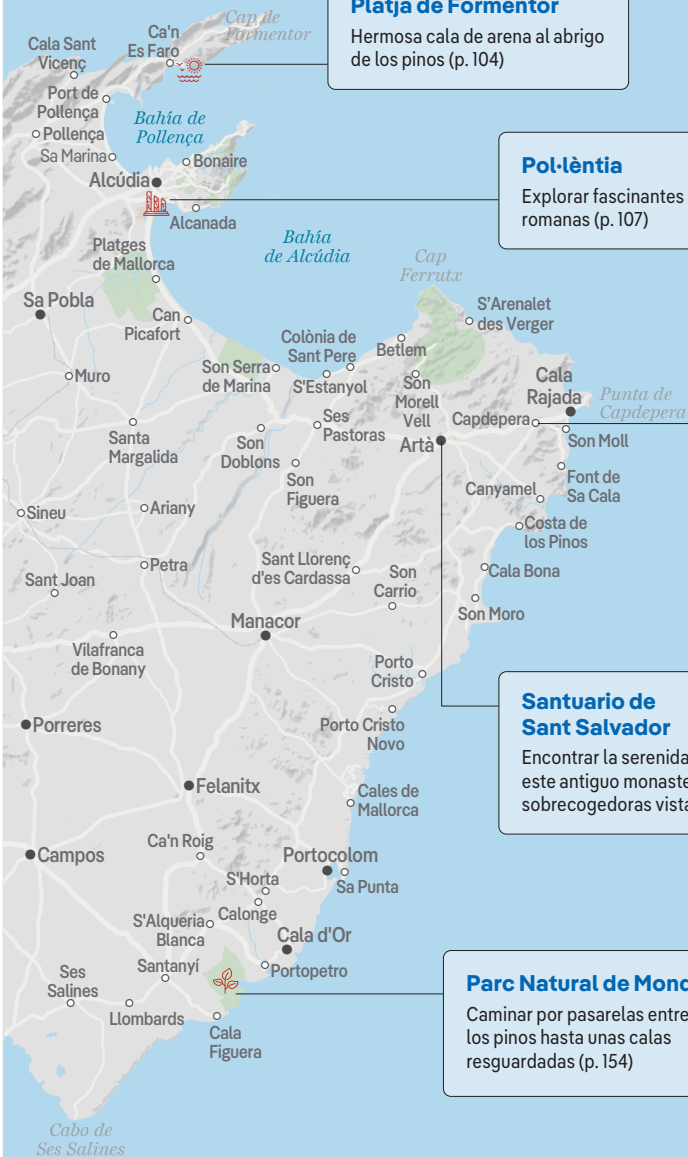 Platja de Formentor
Hermosa cala de arena al abrigo
de los pinos (p. 104)
Cap de
Formentor
Ca'n
Es Faro
Cala Sant
Vicenç
Port de
Pollença
Bahía de
Pollença
Pollença
Sa Marina
Bonaire
Alcúdia
Alcanada
Pol·lèntia
Explorar fascinantes
romanas (p. 107)
Platges
de Mallorca
Bahía
de Alcúdia
Cap
Ferrutx
Sa Pobla
Can
Picafort
S'Arenalet
des Verger
Colònia de
Sant Pere
Betlem
Muro
Son Serra
de Marina
S'Estanyol
Son
Morell
Vell
Cala
Rajada
Punta de
Capdepera
Capdepera
Ses
Pastoras
Santa
Margalida
Son
Doblons
Artà
Son Moll
Son
Figuera
Canyamel
Font de
Sa Cala
Sineu
Ariany
Costa de
los Pinos
Petra
Sant Llorenç
d'es Cardassa
Son
Carrio
Cala Bona
Sant Joan
Son Moro
Manacor
Vilafranca
de Bonany
Porto
Cristo
Porreres
Porto Cristo
Novo
Santuario de
Sant Salvador
Encontrar la
este antiguo
sobrecogedoras
Felanitx
Cales de
Mallorca
Ca'n Roig
Campos
Portocolom
S'Horta
Sa Punta
Calonge
S'Alqueria
Blanca
Cala d'Or
Ses
Salines
Santanyí
Portopetro
Llombards
Cala
Figuera
Parc Natural de
Caminar por pasarelas entre
los pinos hasta unas calas
resguardadas (p. 154)
Cabo de
Ses Salines